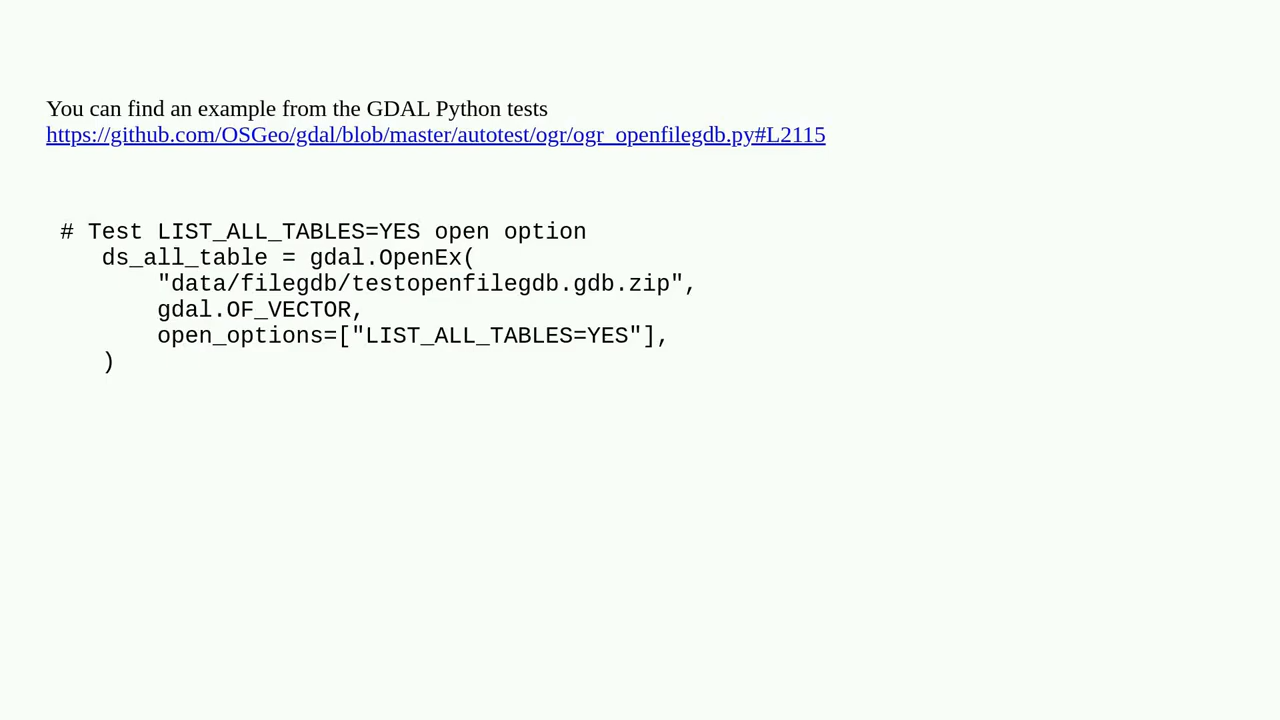 You can find an example from the GDAL Python tests
https://github.com/OSGeo/gdal/blob/master/autotest/ogr/ogr_openfilegdb.py#L2115
# Test LIST_ALL_TABLES=YES open option
   ds_all_table = gdal.OpenEx(
       "data/filegdb/testopenfilegdb.gdb.zip",
       gdal.OF_VECTOR,
       open_options=["LIST_ALL_TABLES=YES"],
   )